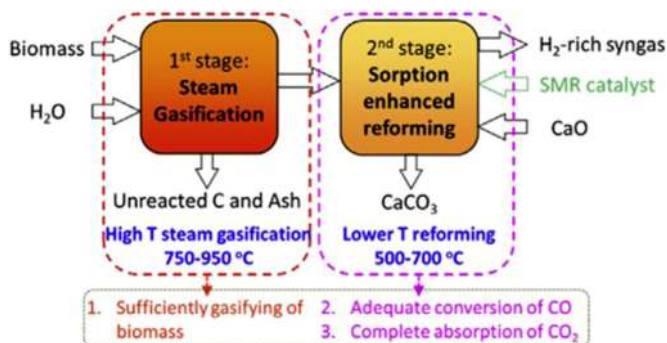 Biomass
H₂O
1st stage:
Steam
Gasification
2nd stage:
Sorption
enhanced
reforming
H₂-rich syngas
SMR catalyst
CaO
Unreacted C and Ash
CaCO₃
High T steam gasification
750-950 °C
Lower T reforming
500-700 °C
1. Sufficiently gasifying of
biomass
2. Adequate conversion of CO
3. Complete absorption of CO₂